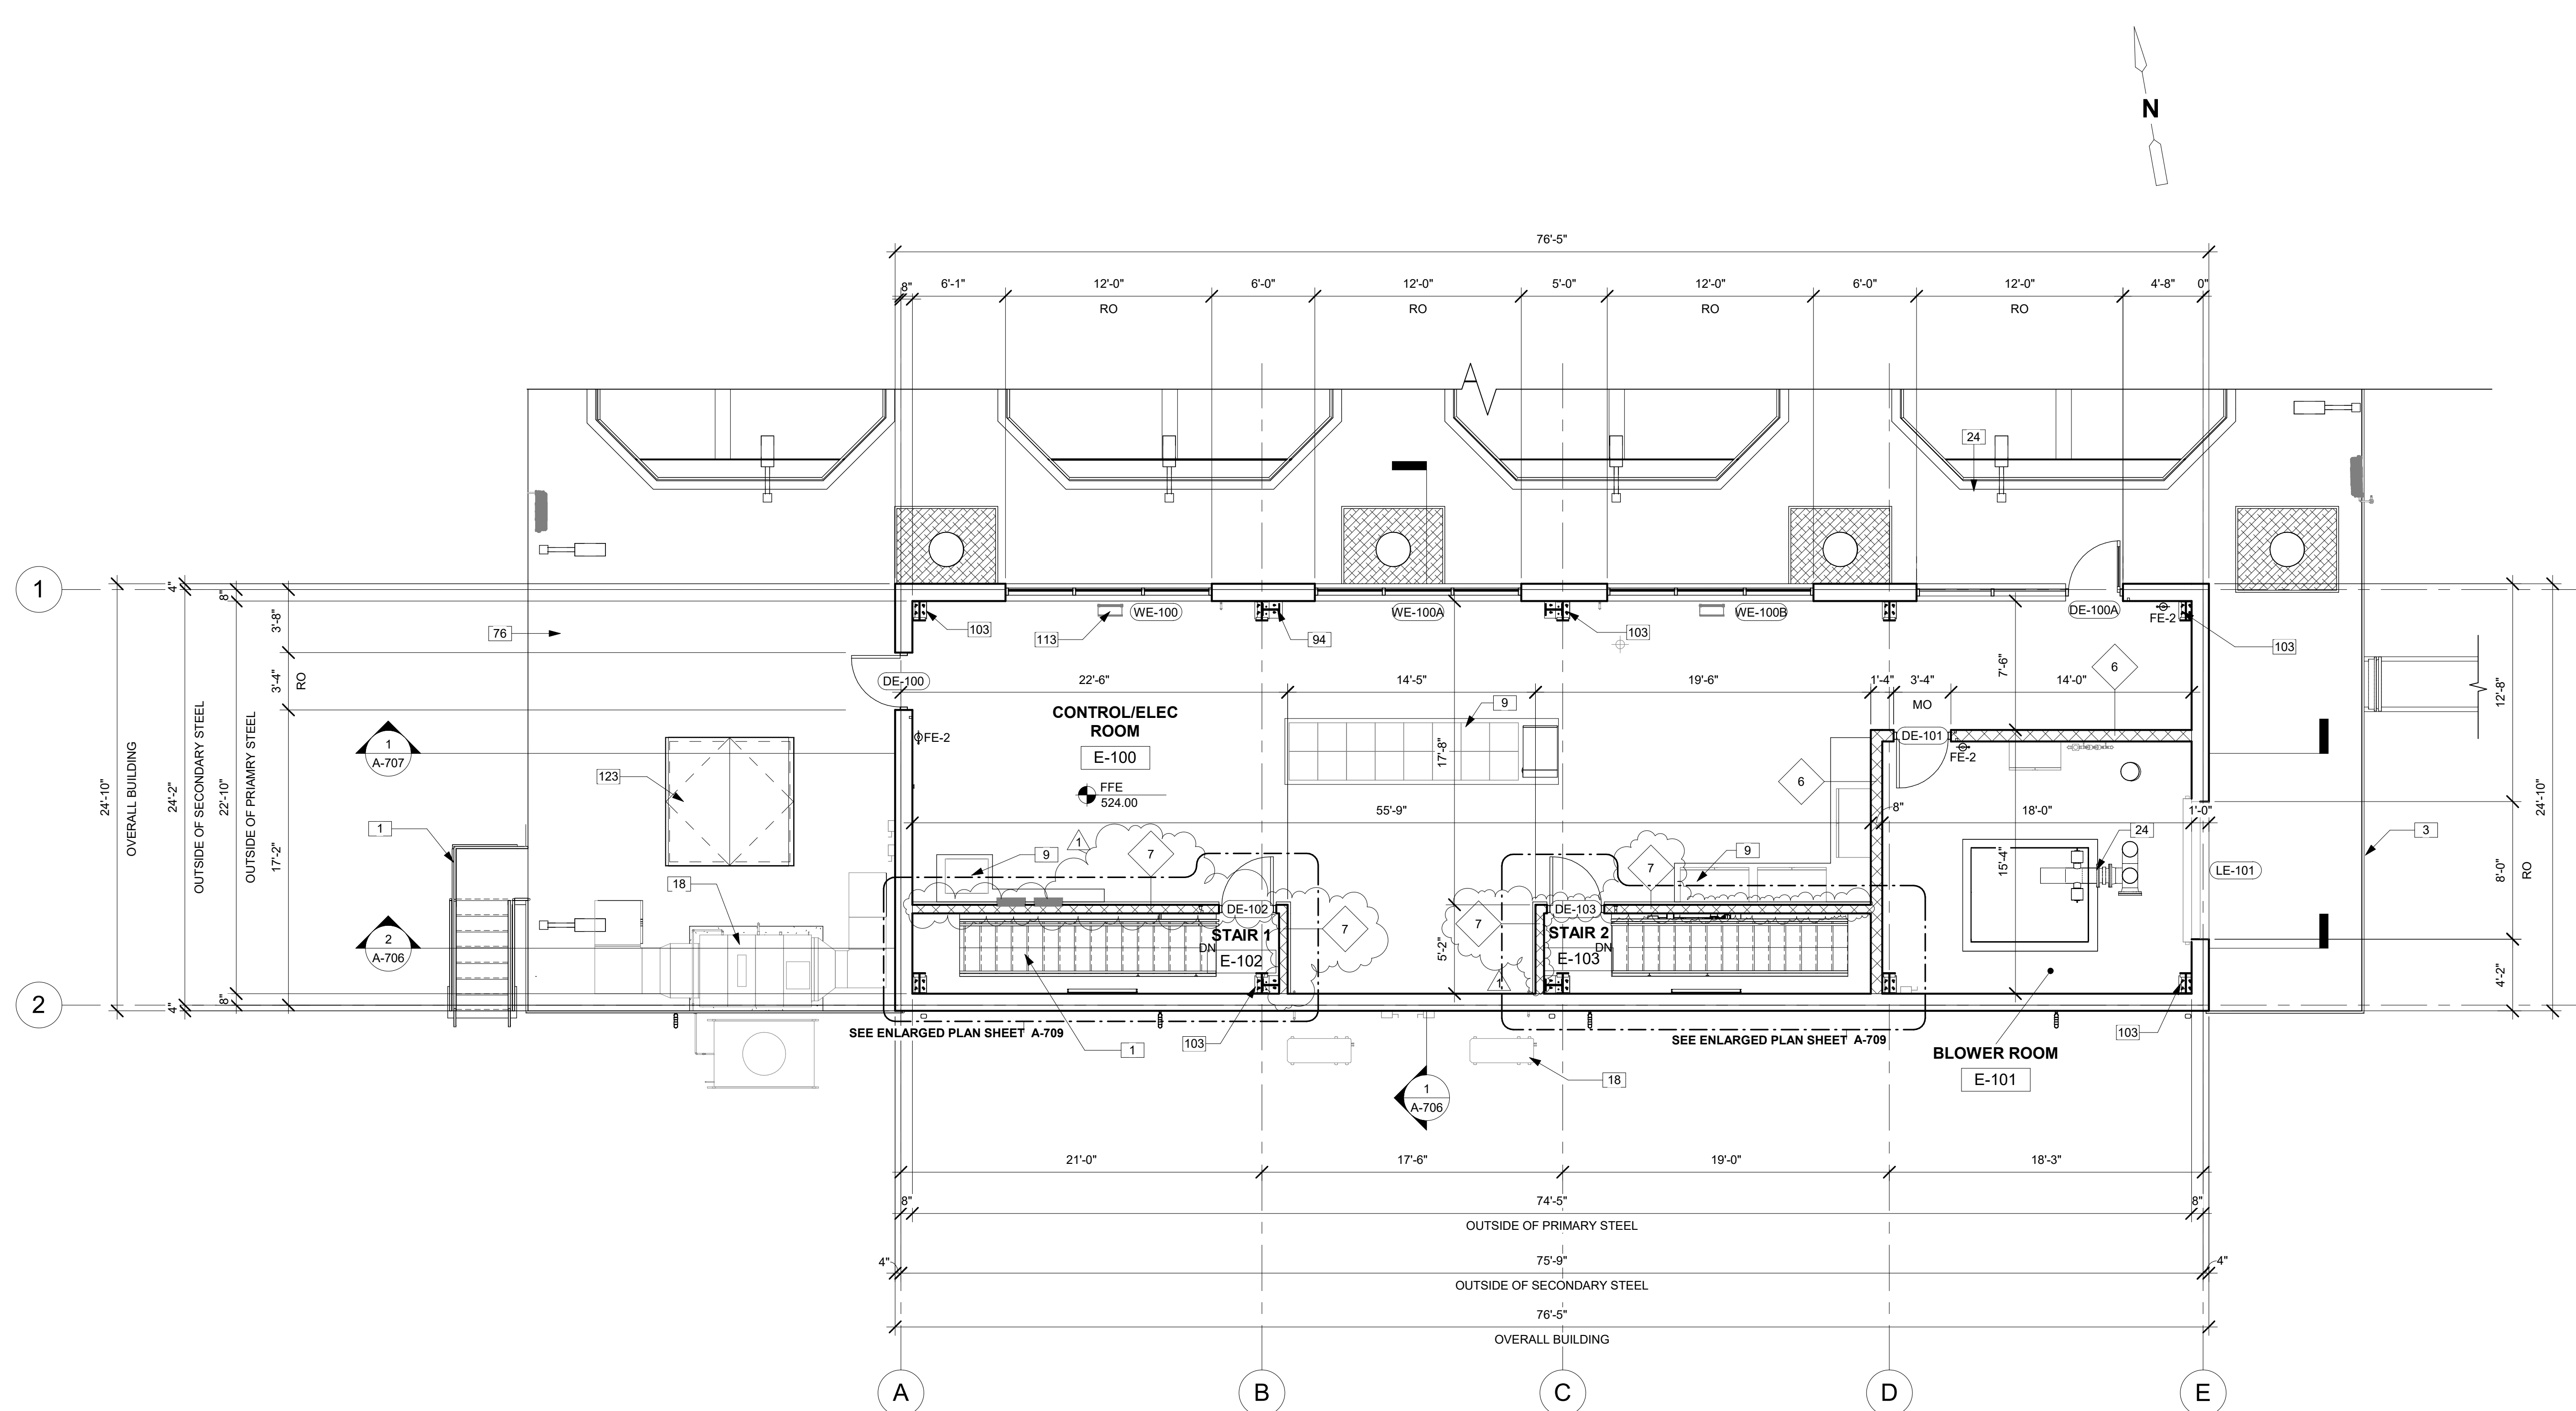 N
76'-5"
8"
6'-1"
12'-0"
6'-0"
12'-0"
5'-0"
12'-0"
6'-0"
12'-0"
4'-8"
0"
RO
RO
RO
RO
24
1
4"
8"
3'-8"
76
103
113
WE-100
94
WE-100A
103
WE-100B
DE-100A
FE-2
103
6
7'-6"
3'-4"
RO
DE-100
22'-6"
14'-5"
19'-6"
1'-4"
3'-4"
MO
14'-0"
12'-8"
CONTROL/ELEC
ROOM
E-100
9
FE-2
DE-101
FE-2
1
A-707
17'-8"
123
6
FFE
524.00
24'-10"
OVERALL BUILDING
24'-2"
OUTSIDE OF SECONDARY STEEL
22'-10"
OUTSIDE OF PRIAMRY STEEL
17'-2"
55'-9"
8"
18'-0"
1'-0"
24'-10"
1
1
7
9
7
9
15'-4"
24
3
18
LE-101
8'-0"
RO
DE-102
DE-103
7
7
2
A-706
STAIR 1
DN
E-102
5'-2"
STAIR 2
DN
E-103
1
4'-2"
2
8"
4"
103
103
SEE ENLARGED PLAN SHEET A-709
1
SEE ENLARGED PLAN SHEET A-709
BLOWER ROOM
E-101
18
1
A-706
21'-0"
17'-6"
19'-0"
18'-3"
8"
74'-5"
8"
OUTSIDE OF PRIMARY STEEL
4"
75'-9"
4"
OUTSIDE OF SECONDARY STEEL
76'-5"
OVERALL BUILDING
A
B
C
D
E